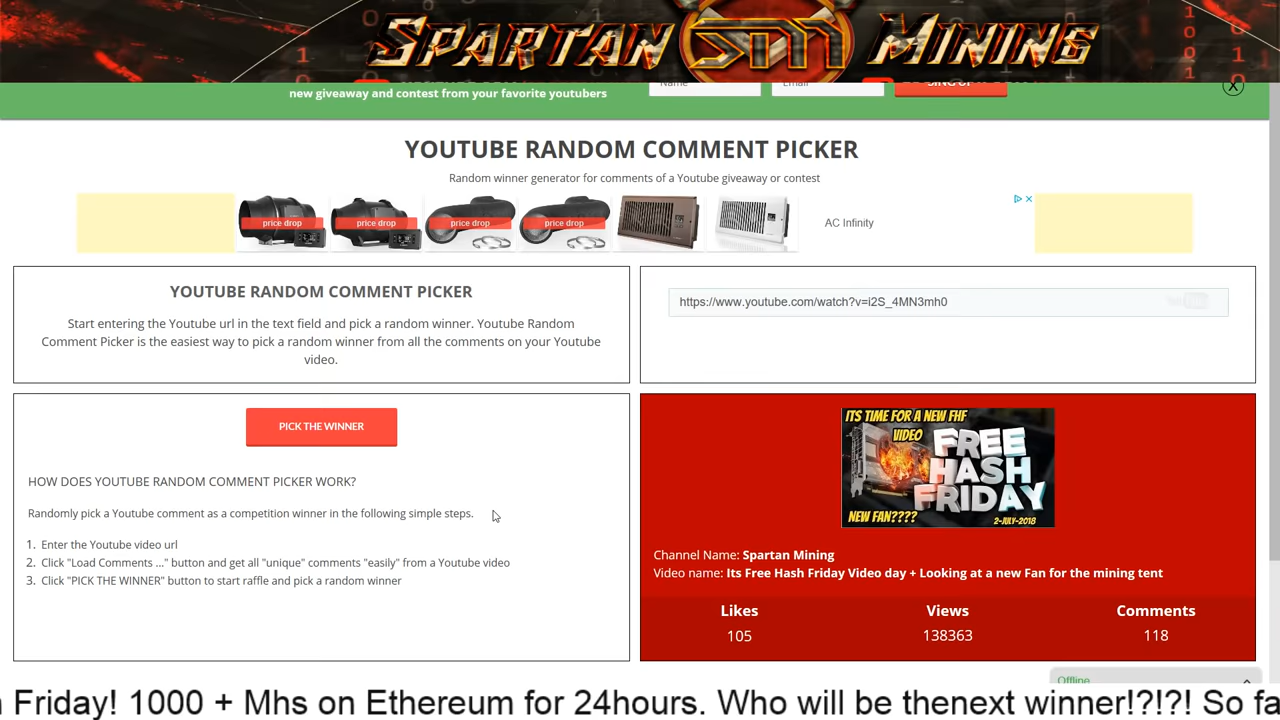 SPARTAN SM MINING
new giveaway and contest from your favorite youtubers
Name
Email
X
YOUTUBE RANDOM COMMENT PICKER
Random winner generator for comments of a Youtube giveaway or contest
price drop
price drop
price drop
price drop
AC Infinity
YOUTUBE RANDOM COMMENT PICKER
Start entering the Youtube url in the text field and pick a random winner. Youtube Random
Comment Picker is the easiest way to pick a random winner from all the comments on your Youtube
video.
https://www.youtube.com/watch?v=i2S_4MN3mh0
PICK THE WINNER
HOW DOES YOUTUBE RANDOM COMMENT PICKER WORK?
Randomly pick a Youtube comment as a competition winner in the following simple steps.
1. Enter the Youtube video url
2. Click "Load Comments ..." button and get all "unique" comments "easily" from a Youtube video
3. Click "PICK THE WINNER" button to start raffle and pick a random winner
ITS TIME FOR A NEW FHF
VIDEO
FREE
HASH
FRIDAY
NEW FAN????
2-JULY-2018
Channel Name: Spartan Mining
Video name: Its Free Hash Friday Video day + Looking at a new Fan for the mining tent
Likes Views Comments
105 138363 118
Offline
Friday! 1000 + Mhs on Ethereum for 24hours. Who will be thenext winner!?!?! So fa